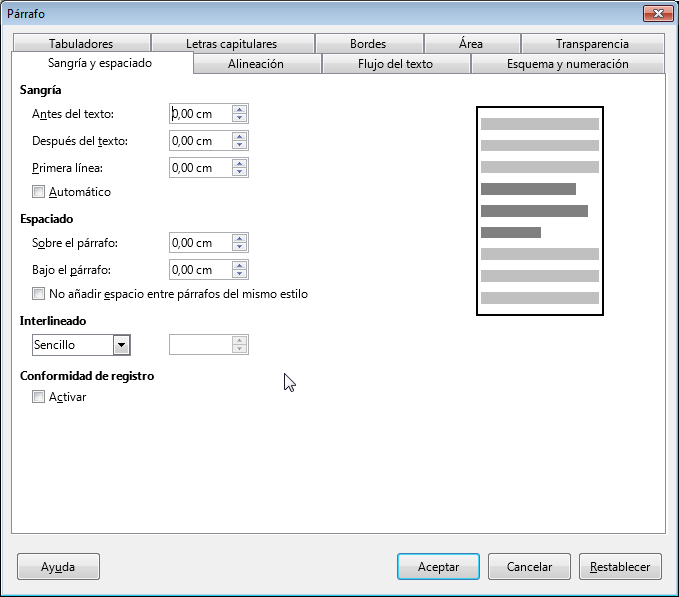 Párrafo
Tabuladores Letras capitulares Bordes Área Transparencia
Sangría y espaciado Alineación Flujo del texto Esquema y numeración
Sangría
Antes del texto: 0,00 cm
Después del texto: 0,00 cm
Primera línea: 0,00 cm
Automático
Espaciado
Sobre el párrafo: 0,00 cm
Bajo el párrafo: 0,00 cm
No añadir espacio entre párrafos del mismo estilo
Interlineado
Sencillo
Conformidad de registro
Activar
Ayuda Aceptar Cancelar Restablecer